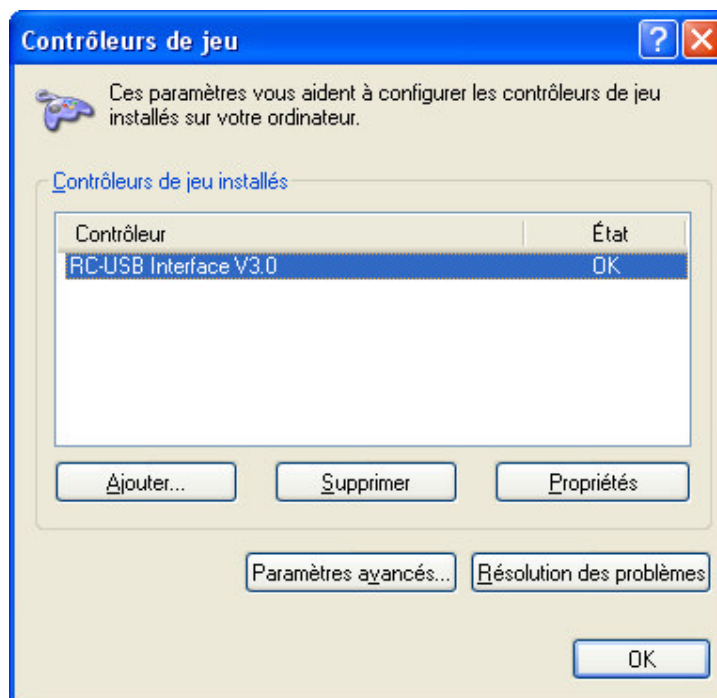 Contrôleurs de jeu
?
X
Ces paramètres vous aident à configurer les contrôleurs de jeu
installés sur votre ordinateur.
Contrôleurs de jeu installés
Contrôleur État
RC-USB Interface V3.0 OK
Ajouter... Supprimer Propriétés
Paramètres avancés... Résolution des problèmes
OK